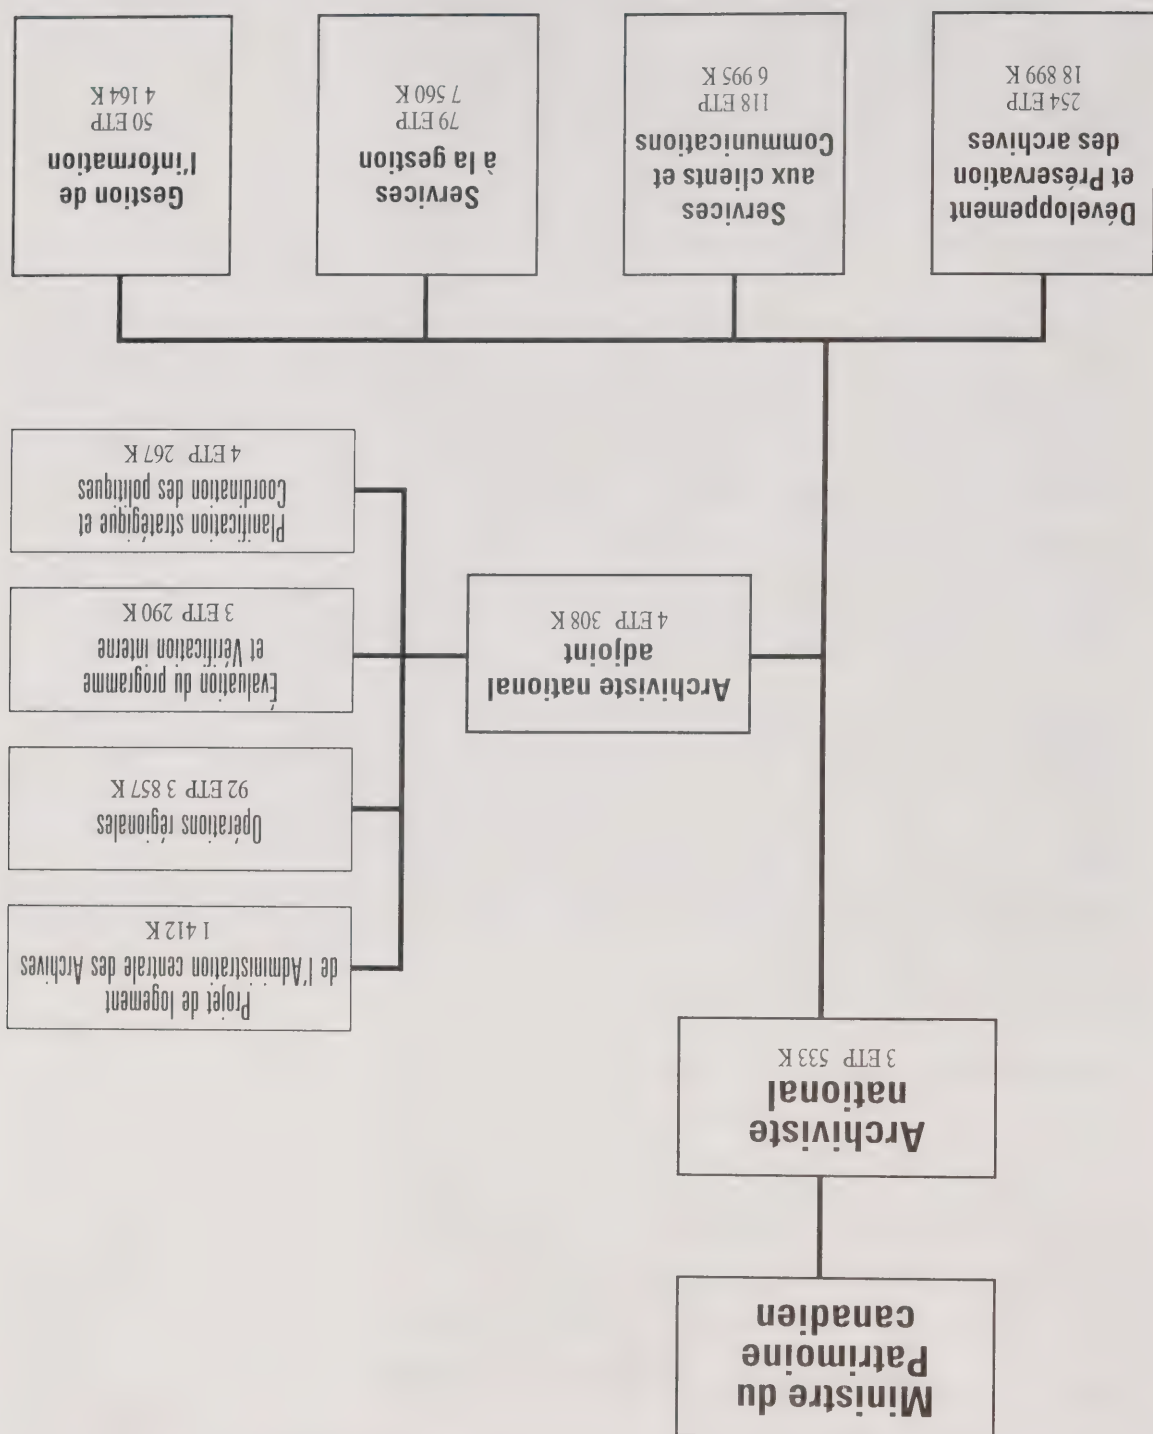 Ministre du
Patrimoine
canadien
Archiviste
national
3 ETP 533 K
Projet de logement
de l'Administration centrale des Archives
1 412 K
Opérations régionales
92 ETP 3 857 K
Évaluation du programme
et Vérification interne
3 ETP 290 K
Archiviste national
adjoint
4 ETP 308 K
Planification stratégique et
Coordination des politiques
4 ETP 267 K
Développement
et Préservation
des archives
254 ETP
18 899 K
Services
aux clients et
Communications
118 ETP
6 995 K
Services
à la gestion
79 ETP
7 560 K
Gestion de
l'information
50 ETP
4 164 K